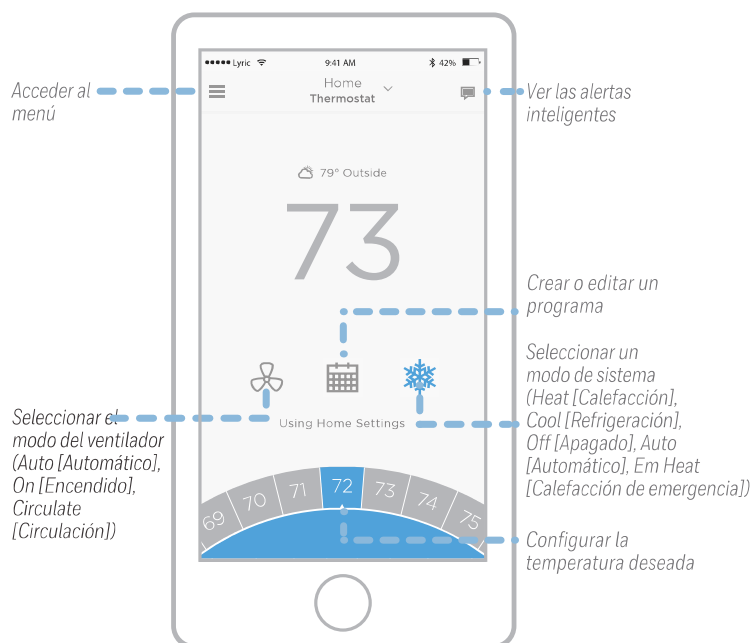 Lyric 9:41 AM 42%
Home
Thermostat
Acceder al
menú
Ver las alertas
inteligentes
79° Outside
73
Crear o editar un
programa
Seleccionar un
modo de sistema
(Heat [Calefacción],
Cool [Refrigeración],
Off [Apagado], Auto
[Automático], Em Heat
[Calefacción de emergencia])
Seleccionar el
modo del ventilador
(Auto [Automático],
On [Encendido],
Circulate
[Circulación])
Using Home Settings
69 70 71 72 73 74 75
Configurar la
temperatura deseada